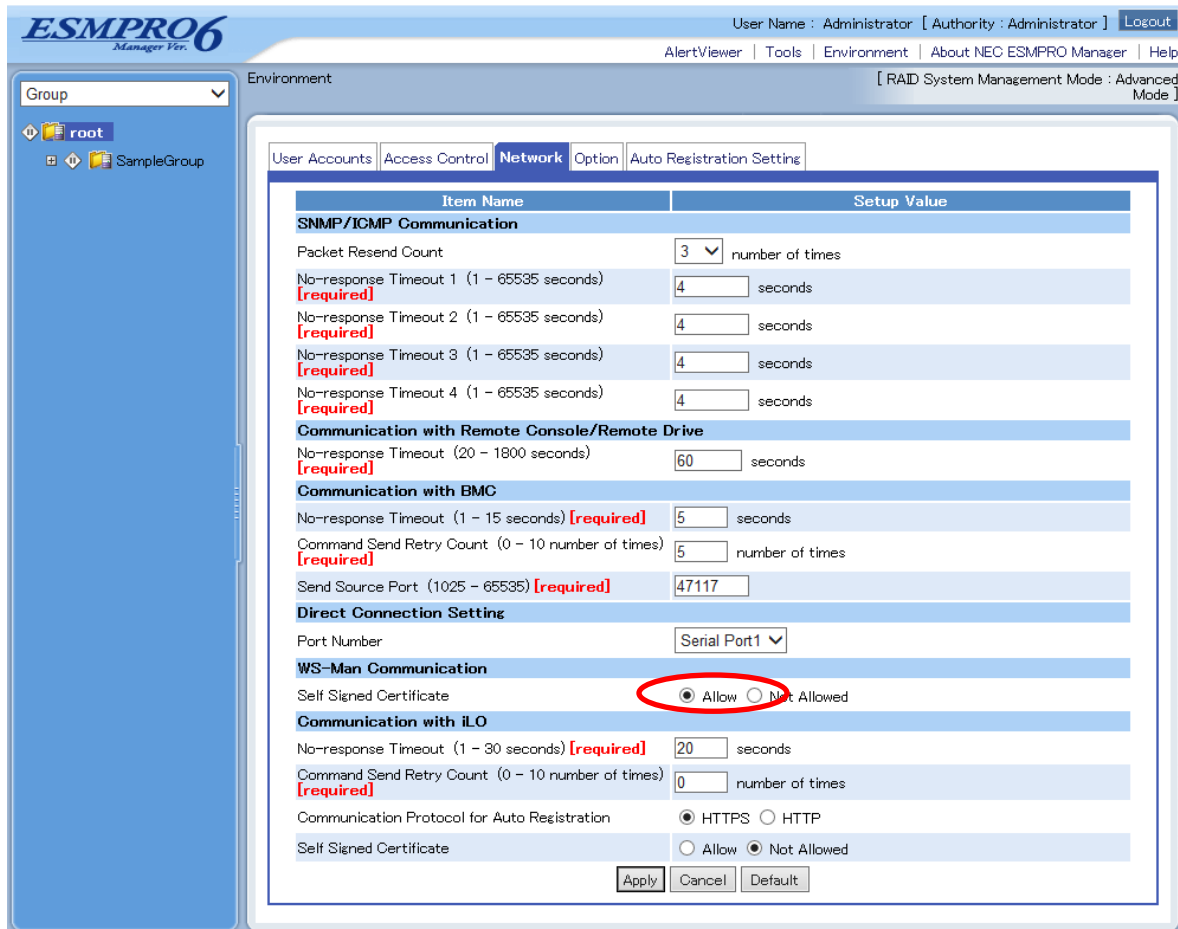 ESMPRO6
Manager Ver.
User Name : Administrator [ Authority : Administrator ] Logout
AlertViewer | Tools | Environment | About NEC ESMPRO Manager | Help
Group
Environment
[ RAID System Management Mode : Advanced
Mode ]
root
SampleGroup
User Accounts Access Control Network Option Auto Registration Setting
Item Name Setup Value
SNMP/ICMP Communication
Packet Resend Count 3 number of times
No-response Timeout 1 (1 - 65535 seconds)
[required] 4 seconds
No-response Timeout 2 (1 - 65535 seconds)
[required] 4 seconds
No-response Timeout 3 (1 - 65535 seconds)
[required] 4 seconds
No-response Timeout 4 (1 - 65535 seconds)
[required] 4 seconds
Communication with Remote Console/Remote Drive
No-response Timeout (20 - 1800 seconds)
[required] 60 seconds
Communication with BMC
No-response Timeout (1 - 15 seconds) [required] 5 seconds
Command Send Retry Count (0 - 10 number of times)
[required] 5 number of times
Send Source Port (1025 - 65535) [required] 47117
Direct Connection Setting
Port Number Serial Port1
WS-Man Communication
Self Signed Certificate Allow Not Allowed
Communication with iLO
No-response Timeout (1 - 30 seconds) [required] 20 seconds
Command Send Retry Count (0 - 10 number of times)
[required] 0 number of times
Communication Protocol for Auto Registration HTTPS HTTP
Self Signed Certificate Allow Not Allowed
Apply Cancel Default